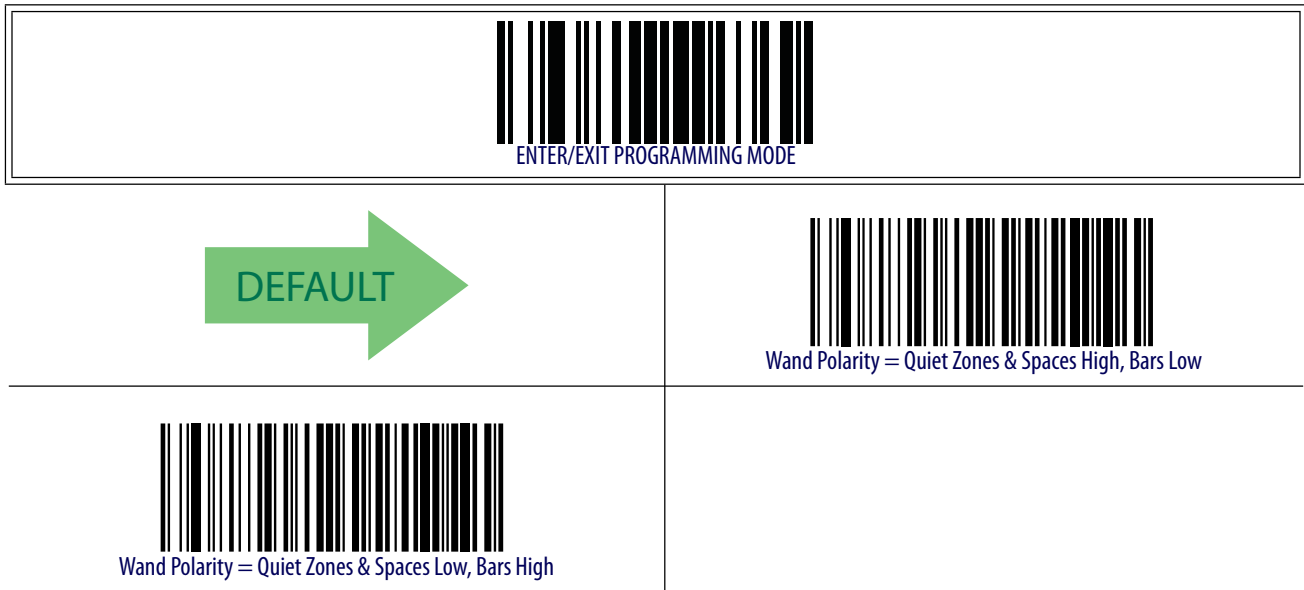 ENTER/EXIT PROGRAMMING MODE
DEFAULT
Wand Polarity = Quiet Zones & Spaces High, Bars Low
Wand Polarity = Quiet Zones & Spaces Low, Bars High